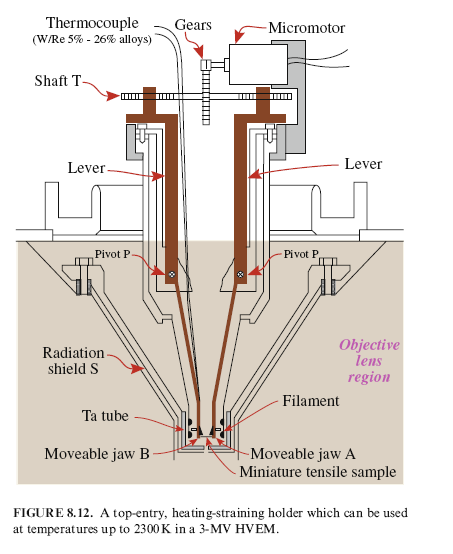 Thermocouple
(W/Re 5% - 26% alloys)
Gears
Micromotor
Shaft T
Lever
Lever
Pivot P
Pivot P
Objective
lens
region
Radiation
shield S
Filament
Ta tube
Moveable jaw B
Moveable jaw A
Miniature tensile sample
FIGURE 8.12. A top-entry, heating-straining holder which can be used
at temperatures up to 2300 K in a 3-MV HVEM.